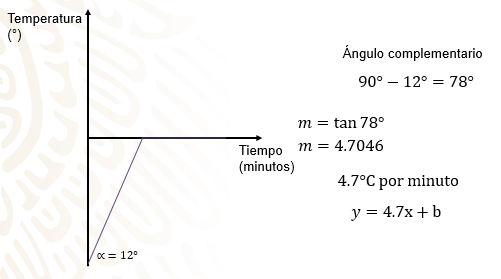 Temperatura
(°)
Ángulo complementario
90° − 12° = 78°
m = tan 78°
m = 4.7046
Tiempo
(minutos)
4.7°C por minuto
y = 4.7x + b
∝= 12°